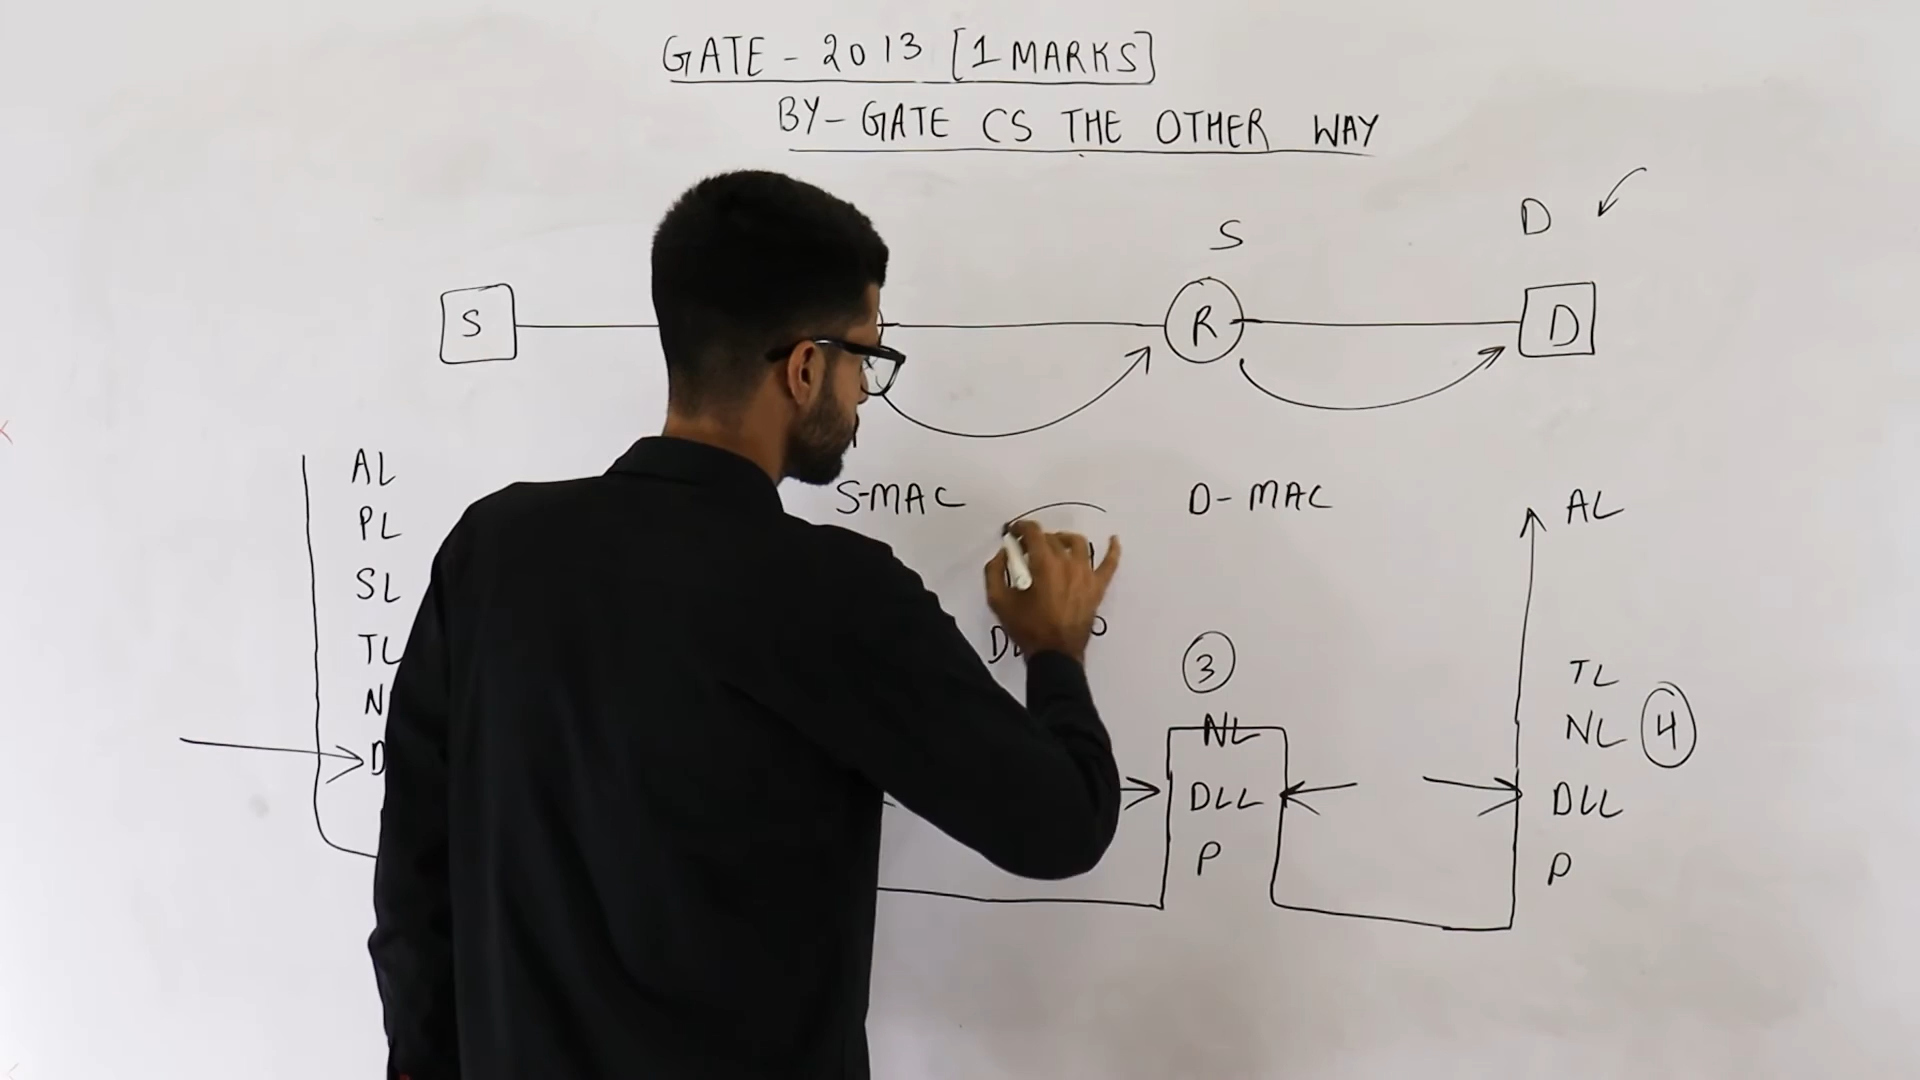 GATE - 2013 [1 MARKS]
BY - GATE CS THE OTHER WAY
S D
S R D
AL
PL
SL
TL
N
D
S-MAC D-MAC
3
NL
DLL
P
AL
TL
NL 4
DLL
P